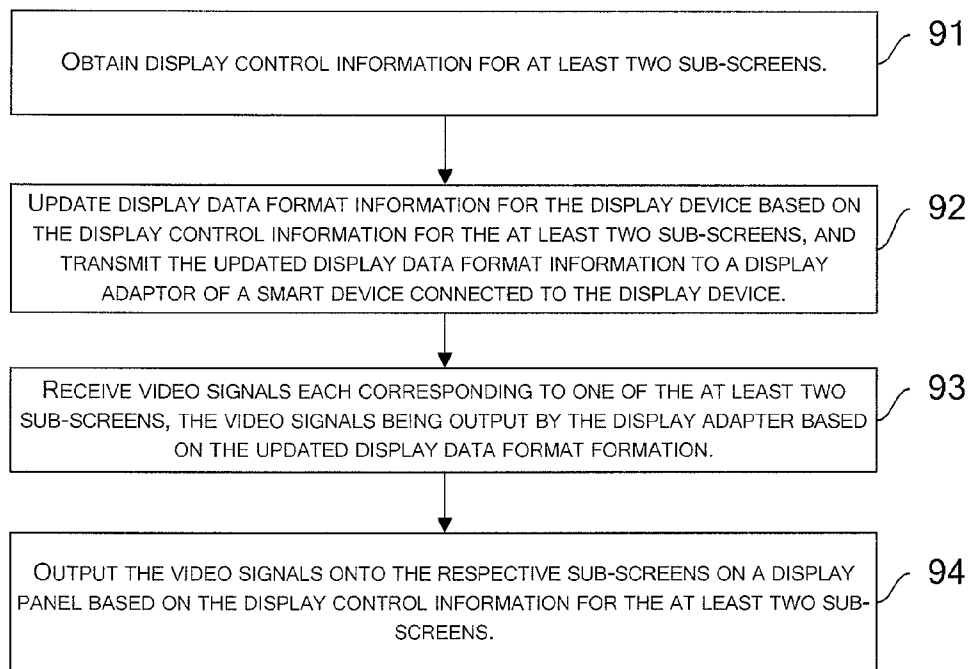 OBTAIN DISPLAY CONTROL INFORMATION FOR AT LEAST TWO SUB-SCREENS.
91
UPDATE DISPLAY DATA FORMAT INFORMATION FOR THE DISPLAY DEVICE BASED ON
THE DISPLAY CONTROL INFORMATION FOR THE AT LEAST TWO SUB-SCREENS, AND
TRANSMIT THE UPDATED DISPLAY DATA FORMAT INFORMATION TO A DISPLAY
ADAPTOR OF A SMART DEVICE CONNECTED TO THE DISPLAY DEVICE.
92
RECEIVE VIDEO SIGNALS EACH CORRESPONDING TO ONE OF THE AT LEAST TWO
SUB-SCREENS, THE VIDEO SIGNALS BEING OUTPUT BY THE DISPLAY ADAPTER BASED
ON THE UPDATED DISPLAY DATA FORMAT FORMATION.
93
OUTPUT THE VIDEO SIGNALS ONTO THE RESPECTIVE SUB-SCREENS ON A DISPLAY
PANEL BASED ON THE DISPLAY CONTROL INFORMATION FOR THE AT LEAST TWO SUB-
SCREENS.
94